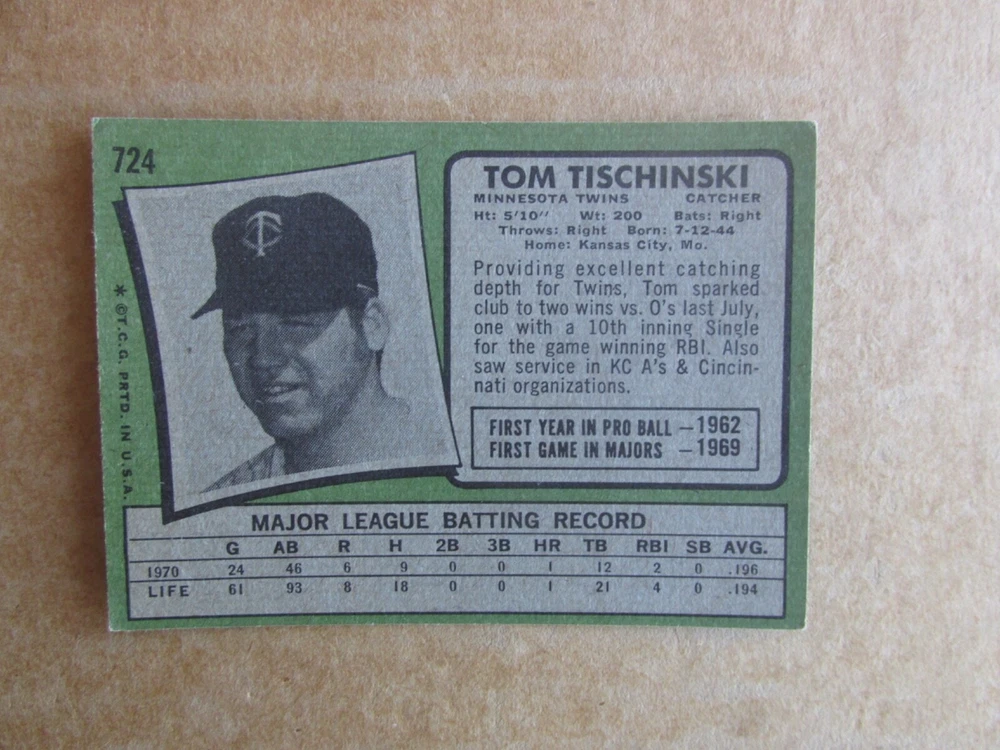 724
TC
* ©T.C.G. PRTD. IN U.S.A.
TOM TISCHINSKI
MINNESOTA TWINS CATCHER
Ht: 5'10" Wt: 200 Bats: Right
Throws: Right Born: 7-12-44
Home: Kansas City, Mo.
Providing excellent catching
depth for Twins, Tom sparked
club to two wins vs. O's last July,
one with a 10th inning Single
for the game winning RBI. Also
saw service in KC A's & Cincin-
nati organizations.
FIRST YEAR IN PRO BALL —1962
FIRST GAME IN MAJORS —1969
MAJOR LEAGUE BATTING RECORD
G AB R H 2B 3B HR TB RBI SB AVG.
1970 24 46 6 9 0 0 1 12 2 0 .196
LIFE 61 93 8 18 0 0 1 21 4 0 .194